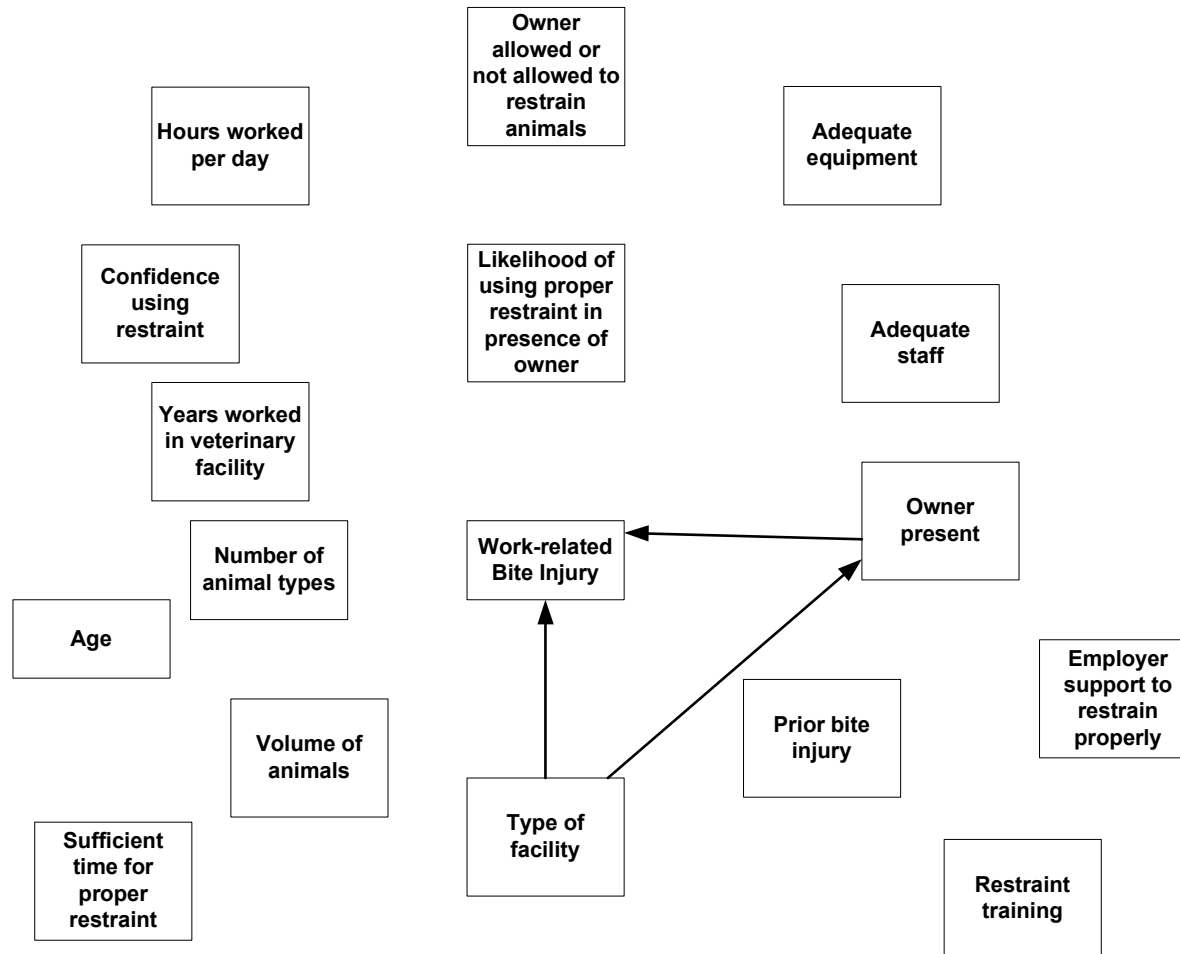 Owner
allowed or
not allowed to
restrain
animals
Hours worked
per day
Adequate
equipment
Confidence
using
restraint
Likelihood of
using proper
restraint in
presence of
owner
Adequate
staff
Years worked
in veterinary
facility
Owner
present
Number of
animal types
Work-related
Bite Injury
Age
Employer
support to
restrain
properly
Volume of
animals
Prior bite
injury
Type of
facility
Sufficient
time for
proper
restraint
Restraint
training